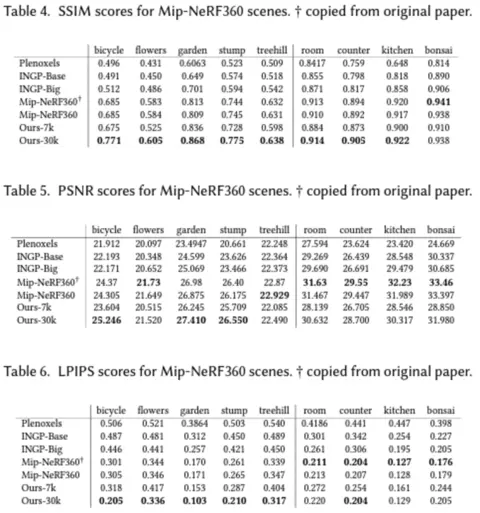 Table 4. SSIM scores for Mip-NeRF360 scenes. † copied from original paper.
bicycle flowers garden stump treehill room counter kitchen bonsai
Plenoxels 0.496 0.431 0.6063 0.523 0.509 0.8417 0.759 0.648 0.814
INGP-Base 0.491 0.450 0.649 0.574 0.518 0.855 0.798 0.818 0.890
INGP-Big 0.512 0.486 0.701 0.594 0.542 0.871 0.817 0.858 0.906
Mip-NeRF360† 0.685 0.583 0.813 0.744 0.632 0.913 0.894 0.920 0.941
Mip-NeRF360 0.685 0.584 0.809 0.745 0.631 0.910 0.892 0.917 0.938
Ours-7k 0.675 0.525 0.836 0.728 0.598 0.884 0.873 0.900 0.910
Ours-30k 0.771 0.605 0.868 0.775 0.638 0.914 0.905 0.922 0.938
Table 5. PSNR scores for Mip-NeRF360 scenes. † copied from original paper.
bicycle flowers garden stump treehill room counter kitchen bonsai
Plenoxels 21.912 20.097 23.4947 20.661 22.248 27.594 23.624 23.420 24.669
INGP-Base 22.193 20.348 24.599 23.626 22.364 29.269 26.439 28.548 30.337
INGP-Big 22.171 20.652 25.069 23.466 22.373 29.690 26.691 29.479 30.685
Mip-NeRF360† 24.37 21.73 26.98 26.40 22.87 31.63 29.55 32.23 33.46
Mip-NeRF360 24.305 21.649 26.875 26.175 22.929 31.467 29.447 31.989 33.397
Ours-7k 23.604 20.515 26.245 25.709 22.085 28.139 26.705 28.546 28.850
Ours-30k 25.246 21.520 27.410 26.550 22.490 30.632 28.700 30.317 31.980
Table 6. LPIPS scores for Mip-NeRF360 scenes. † copied from original paper.
bicycle flowers garden stump treehill room counter kitchen bonsai
Plenoxels 0.506 0.521 0.3864 0.503 0.540 0.4186 0.441 0.447 0.398
INGP-Base 0.487 0.481 0.312 0.450 0.489 0.301 0.342 0.254 0.227
INGP-Big 0.446 0.441 0.257 0.421 0.450 0.261 0.306 0.195 0.205
Mip-NeRF360† 0.301 0.344 0.170 0.261 0.339 0.211 0.204 0.127 0.176
Mip-NeRF360 0.305 0.346 0.171 0.265 0.347 0.213 0.207 0.128 0.179
Ours-7k 0.318 0.417 0.153 0.287 0.404 0.272 0.254 0.161 0.244
Ours-30k 0.205 0.336 0.103 0.210 0.317 0.220 0.204 0.129 0.205